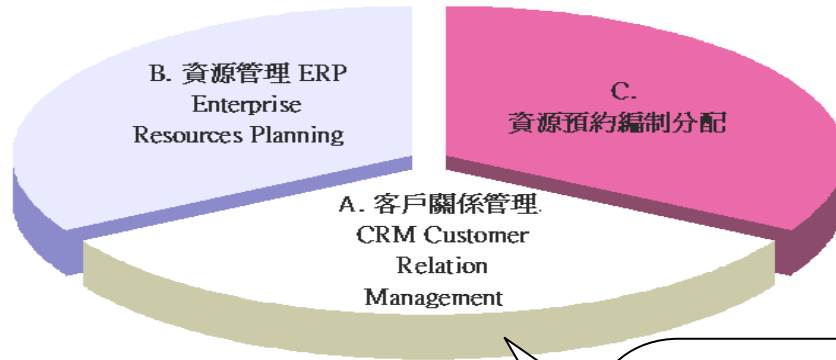 B. 資源管理 ERP
Enterprise
Resources Planning
C.
資源預約編制分配
A. 客戶關係管理
CRM Customer
Relation
Management